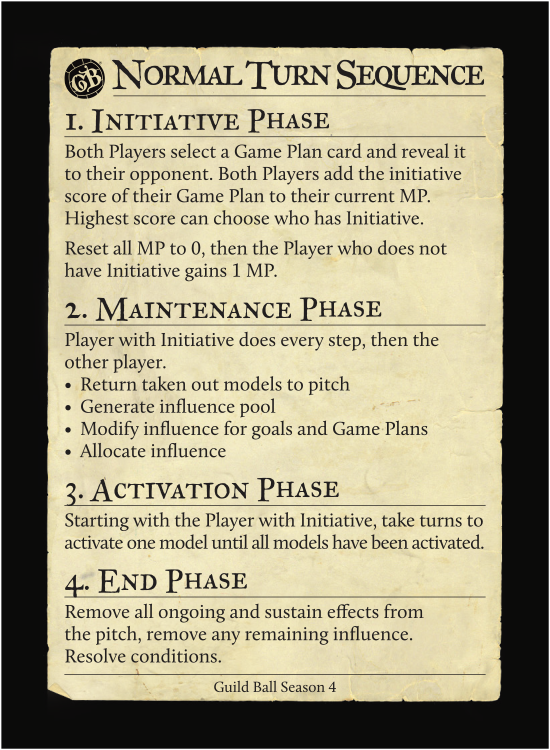 GB
Normal Turn Sequence
1. Initiative Phase
Both Players select a Game Plan card and reveal it
to their opponent. Both Players add the initiative
score of their Game Plan to their current MP.
Highest score can choose who has Initiative.
Reset all MP to 0, then the Player who does not
have Initiative gains 1 MP.
2. Maintenance Phase
Player with Initiative does every step, then the
other player.
• Return taken out models to pitch
• Generate influence pool
• Modify influence for goals and Game Plans
• Allocate influence
3. Activation Phase
Starting with the Player with Initiative, take turns to
activate one model until all models have been activated.
4. End Phase
Remove all ongoing and sustain effects from
the pitch, remove any remaining influence.
Resolve conditions.
Guild Ball Season 4